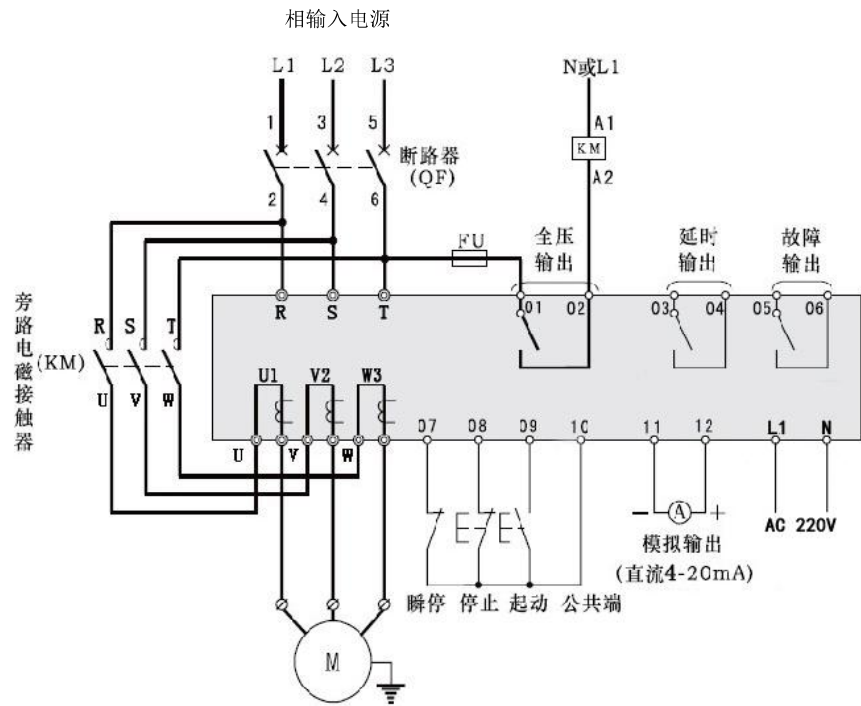 相输入电源
L1 L2 L3
N或L1
1 3 5
A1
KM
A2
断路器
(QF)
2 4 6
FU
全压
输出
延时
输出
故障
输出
R S T
01 02 03 04 05 06
旁路电磁接触器
(KM)
R S T
U V W
U1 V2 W3
U V W
07 08 09 10 11 12 L1 N
A
AC 220V
模拟输出
(直流4-20mA)
瞬停 停止 起动 公共端
M